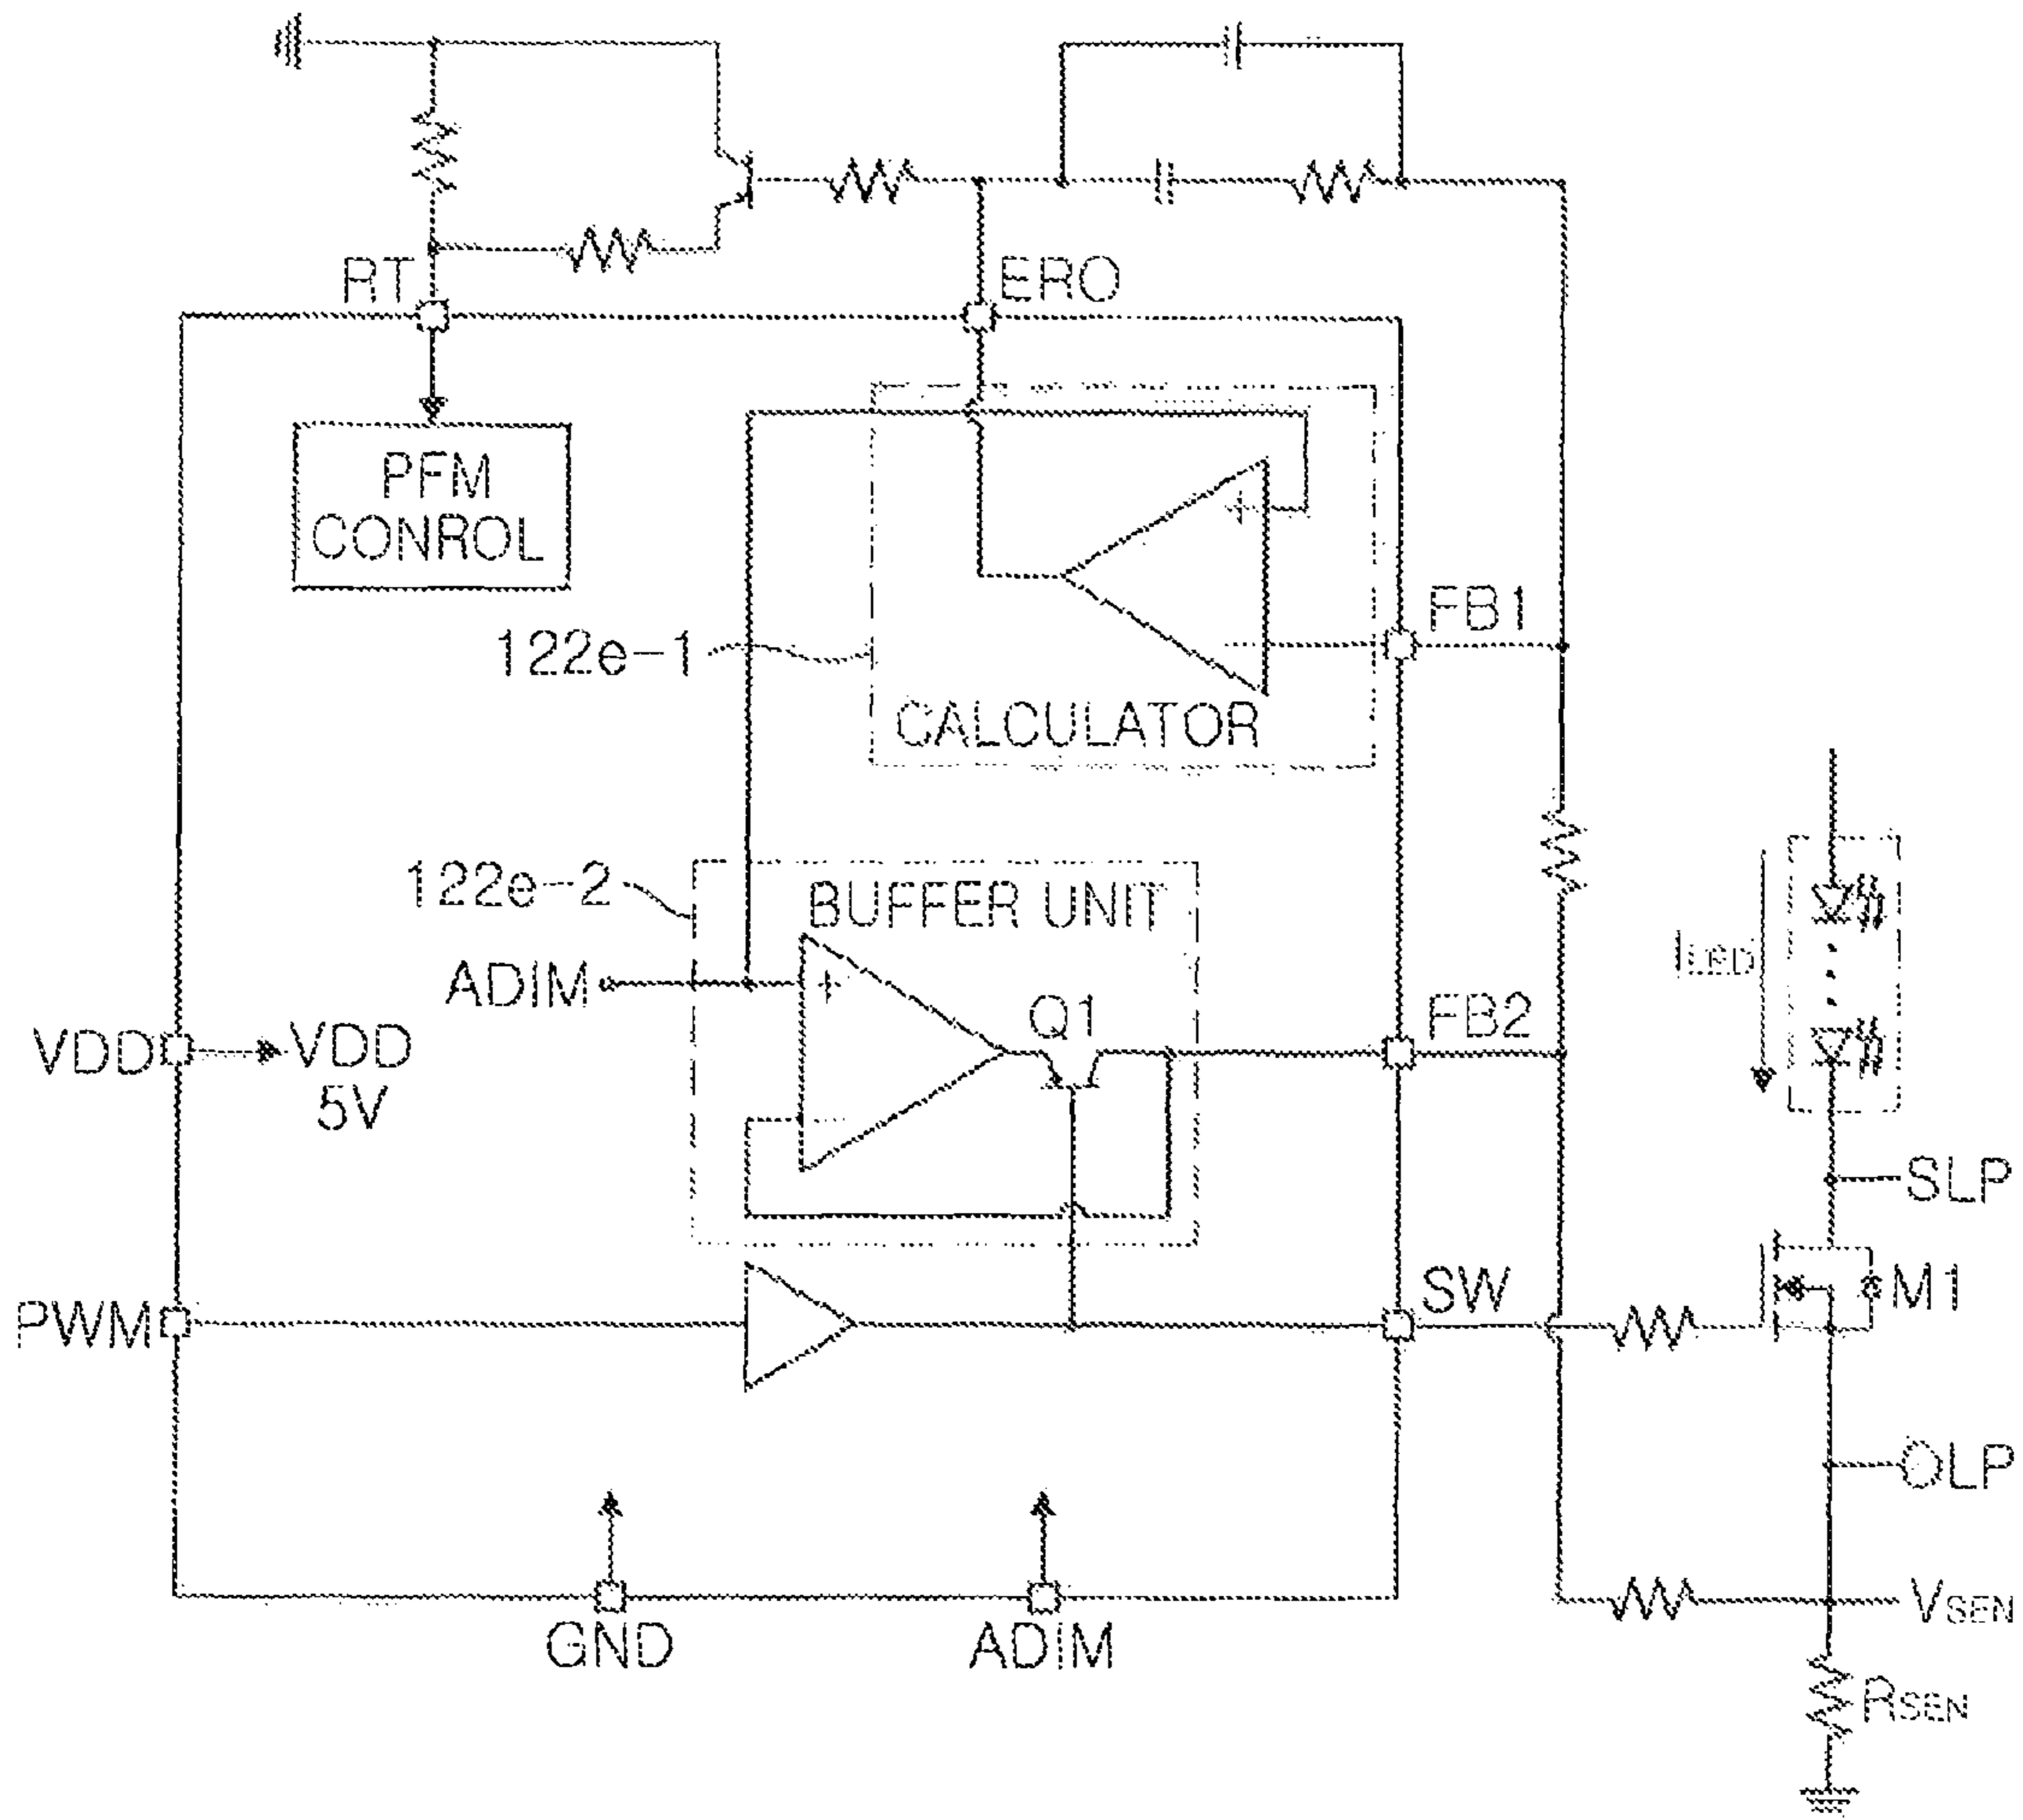 RT
ERO
PFM
CONROL
+
FB1
122e-1
CALCULATOR
122e-2
BUFFER UNIT
ADIM
+
Q1
FB2
ILED
VDD
VDD
5V
SLP
PWM
SW
M1
OLP
GND
ADIM
VSEN
RSEN